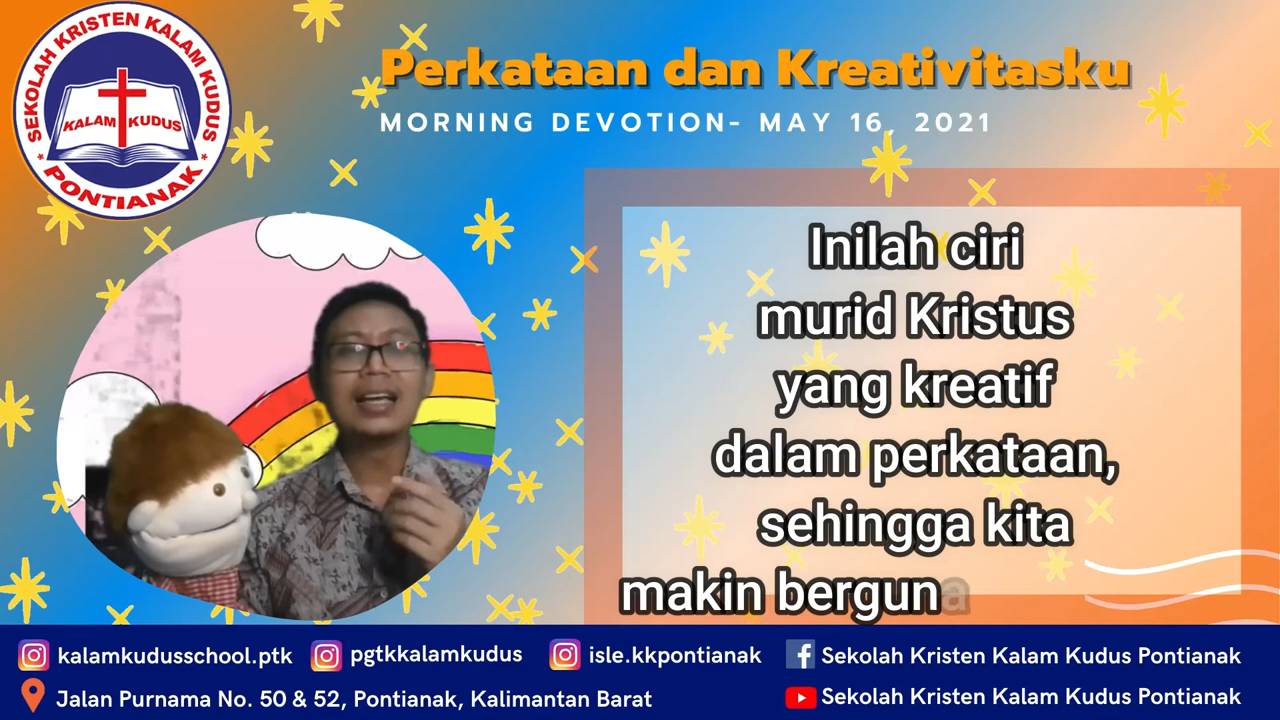 SEKOLAH KRISTEN KALAM KUDUS
KALAM KUDUS
* PONTIANAK *
Perkataan dan Kreativitasku
MORNING DEVOTION- MAY 16, 2021
Inilah ciri
murid Kristus
yang kreatif
dalam perkataan,
sehingga kita
makin berguna
kalamkudusschool.ptk
pgtkkalamkudus
isle.kkpontianak
Sekolah Kristen Kalam Kudus Pontianak
Jalan Purnama No. 50 & 52, Pontianak, Kalimantan Barat
Sekolah Kristen Kalam Kudus Pontianak